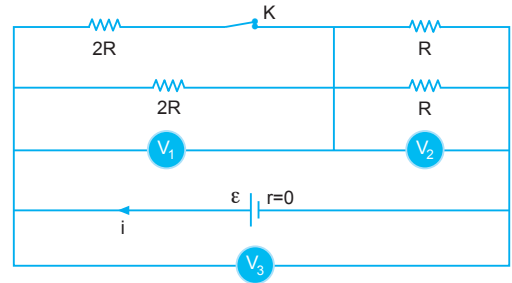 K
2R R
2R R
V₁ V₂
ε r=0
i
V₃